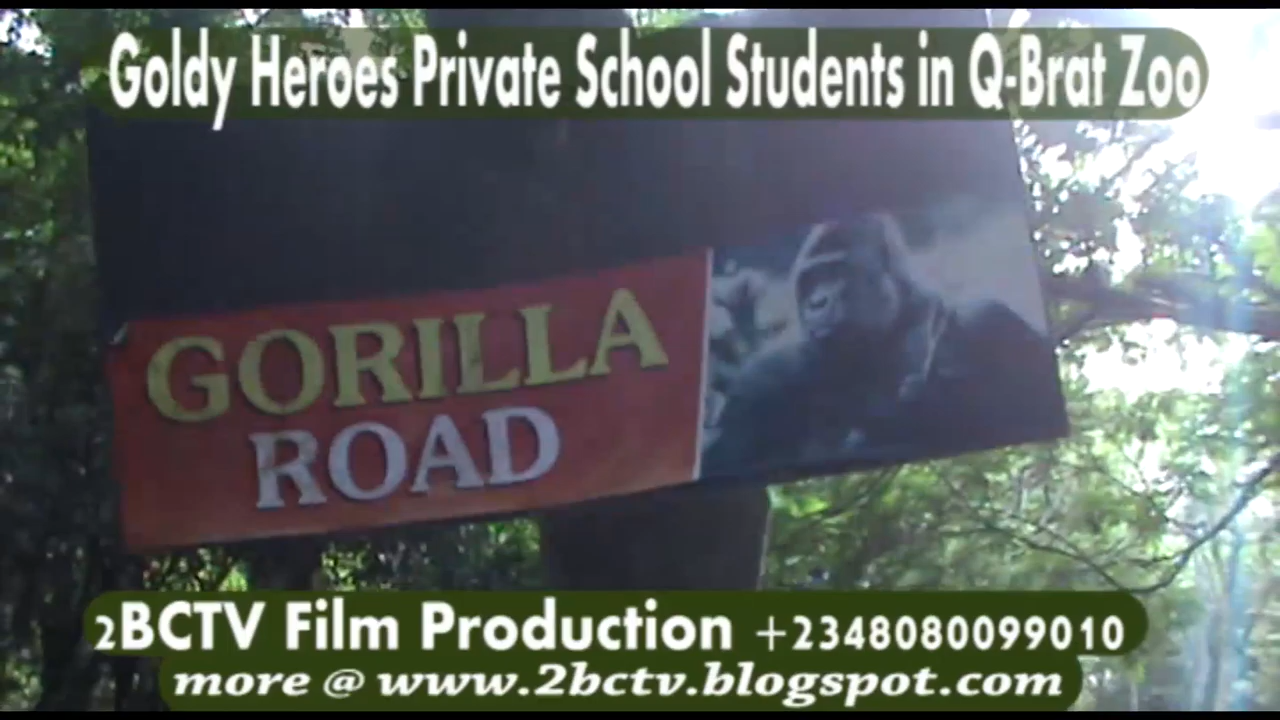 Goldy Heroes Private School Students in Q-Brat Zoo
GORILLA
ROAD
2BCTV Film Production +2348080099010
more @ www.2bctv.blogspot.com